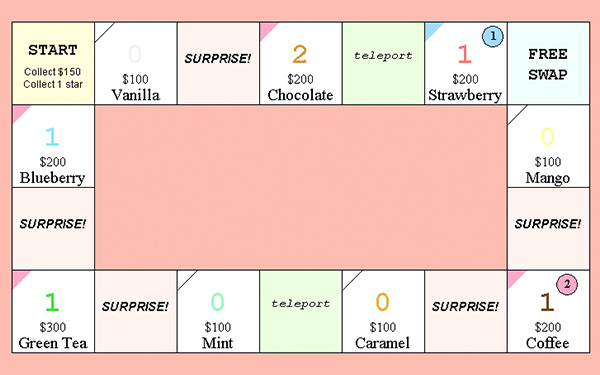 START
Collect $150
Collect 1 star
0
$100
Vanilla
SURPRISE!
2
$200
Chocolate
teleport
1
1
$200
Strawberry
FREE
SWAP
1
$200
Blueberry
0
$100
Mango
SURPRISE!
SURPRISE!
1
$300
Green Tea
SURPRISE!
0
$100
Mint
teleport
0
$100
Caramel
SURPRISE!
2
1
$200
Coffee